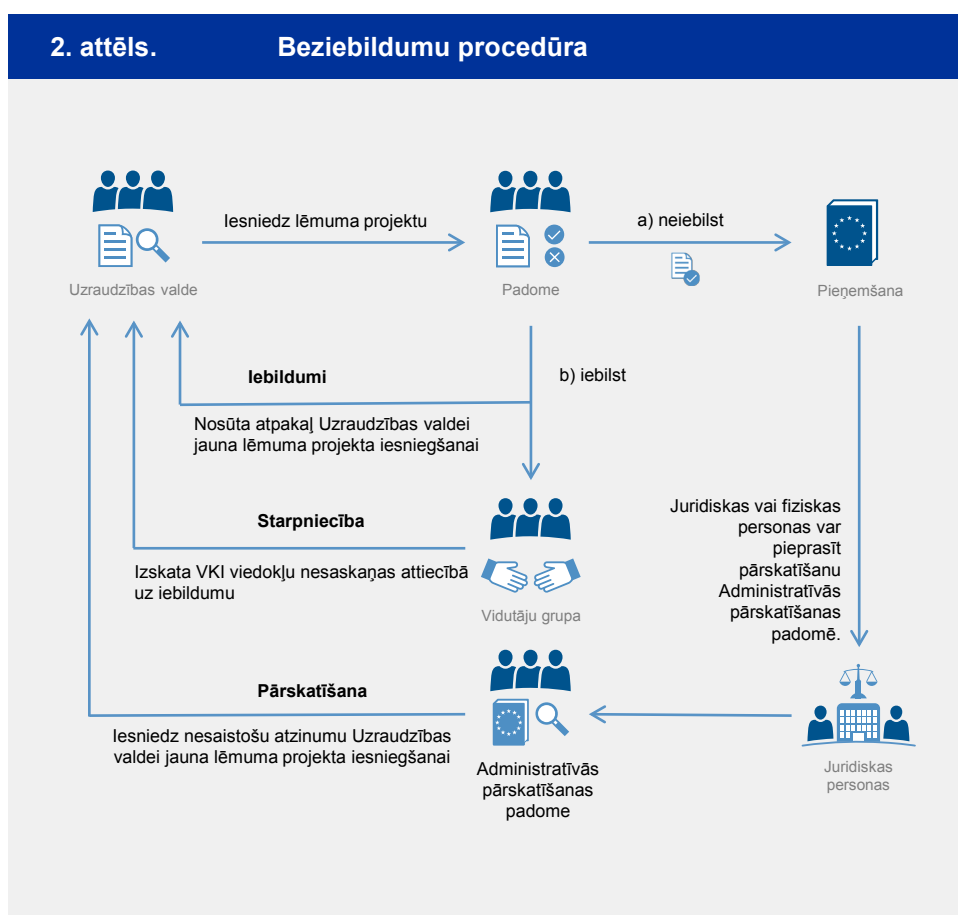 2. attēls. Beziebildumu procedūra
Iesniedz lēmuma projektu
a) neiebilst
Uzraudzības valde
Padome
Pieņemšana
Iebildumi
b) iebilst
Nosūta atpakaļ Uzraudzības valdei
jauna lēmuma projekta iesniegšanai
Starpniecība
Izskata VKI viedokļu nesaskaņas attiecībā
uz iebildumu
Vidutāju grupa
Juridiskas vai fiziskas
personas var
pieprasīt
pārskatīšanu
Administratīvās
pārskatīšanas
padomē.
Pārskatīšana
Iesniedz nesaistošu atzinumu Uzraudzības
valdei jauna lēmuma projekta iesniegšanai
Administratīvās
pārskatīšanas
padome
Juridiskas
personas